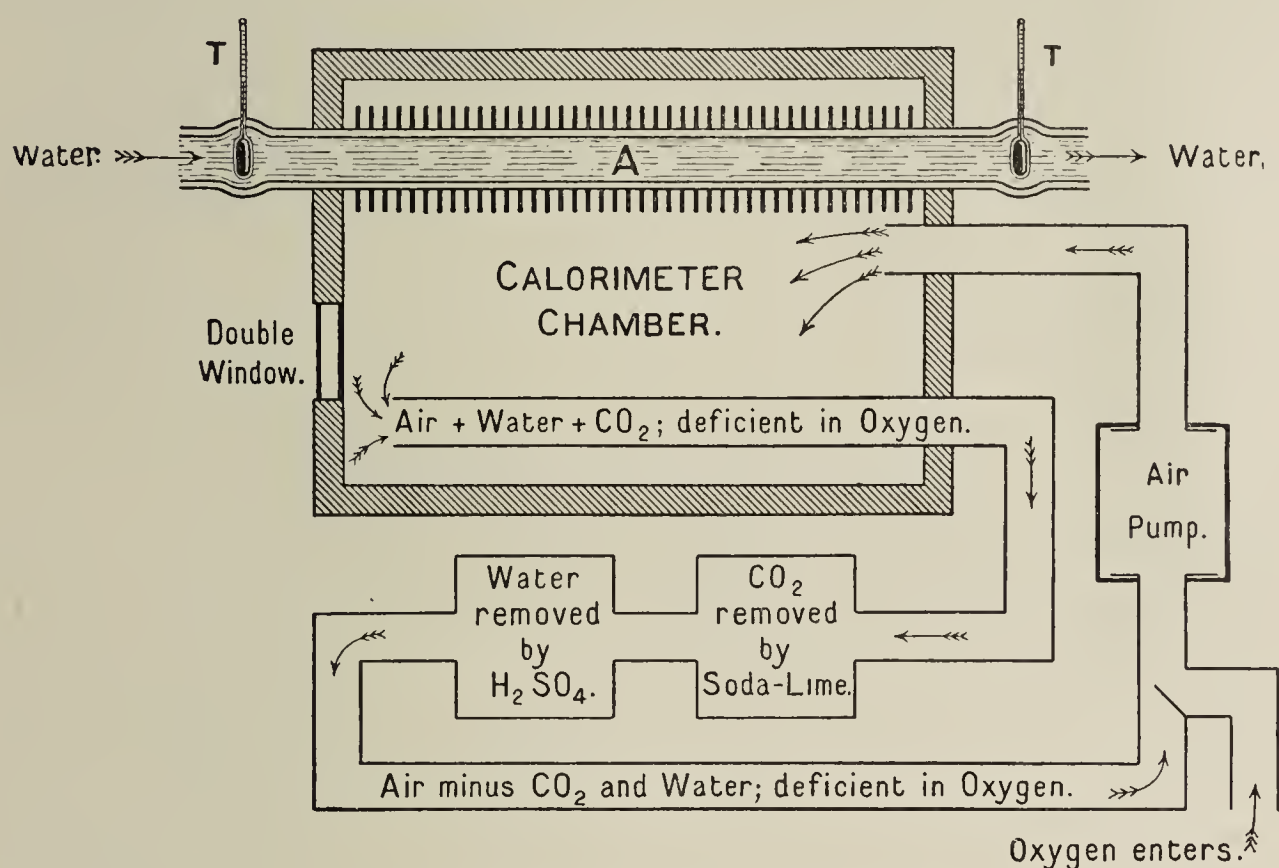 T
T
Water.
A
Water.
CALORIMETER
CHAMBER.
Double
Window.
Air + Water + CO₂; deficient in Oxygen.
Air
Pump.
Water
removed
by
H₂SO₄.
CO₂
removed
by
Soda-Lime.
Air minus CO₂ and Water; deficient in Oxygen.
Oxygen enters.